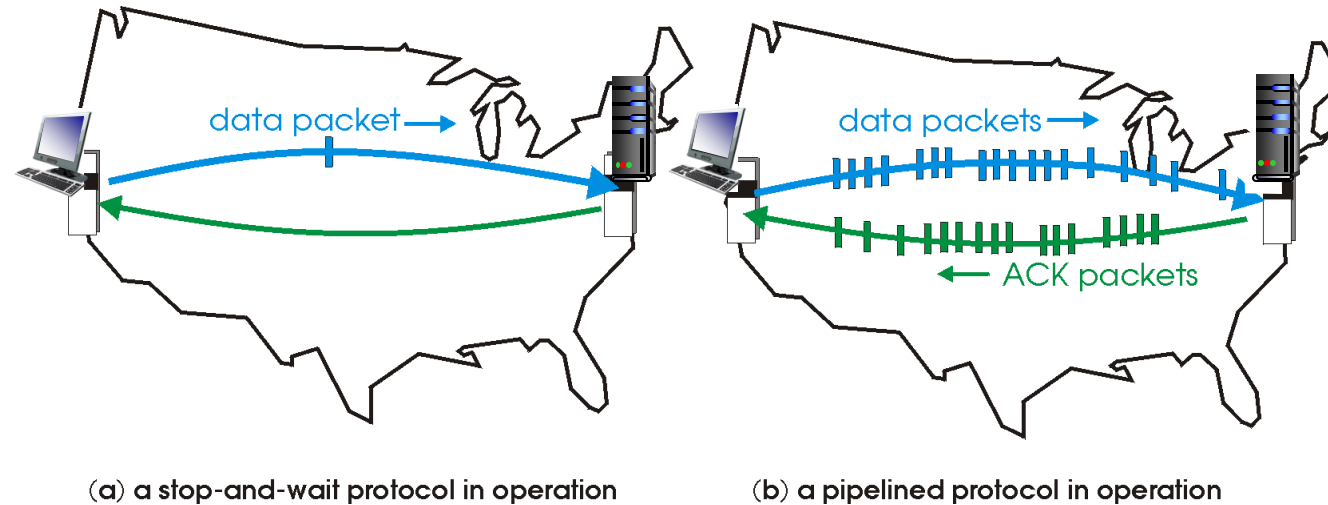 data packet
data packets
ACK packets
(a) a stop-and-wait protocol in operation
(b) a pipelined protocol in operation